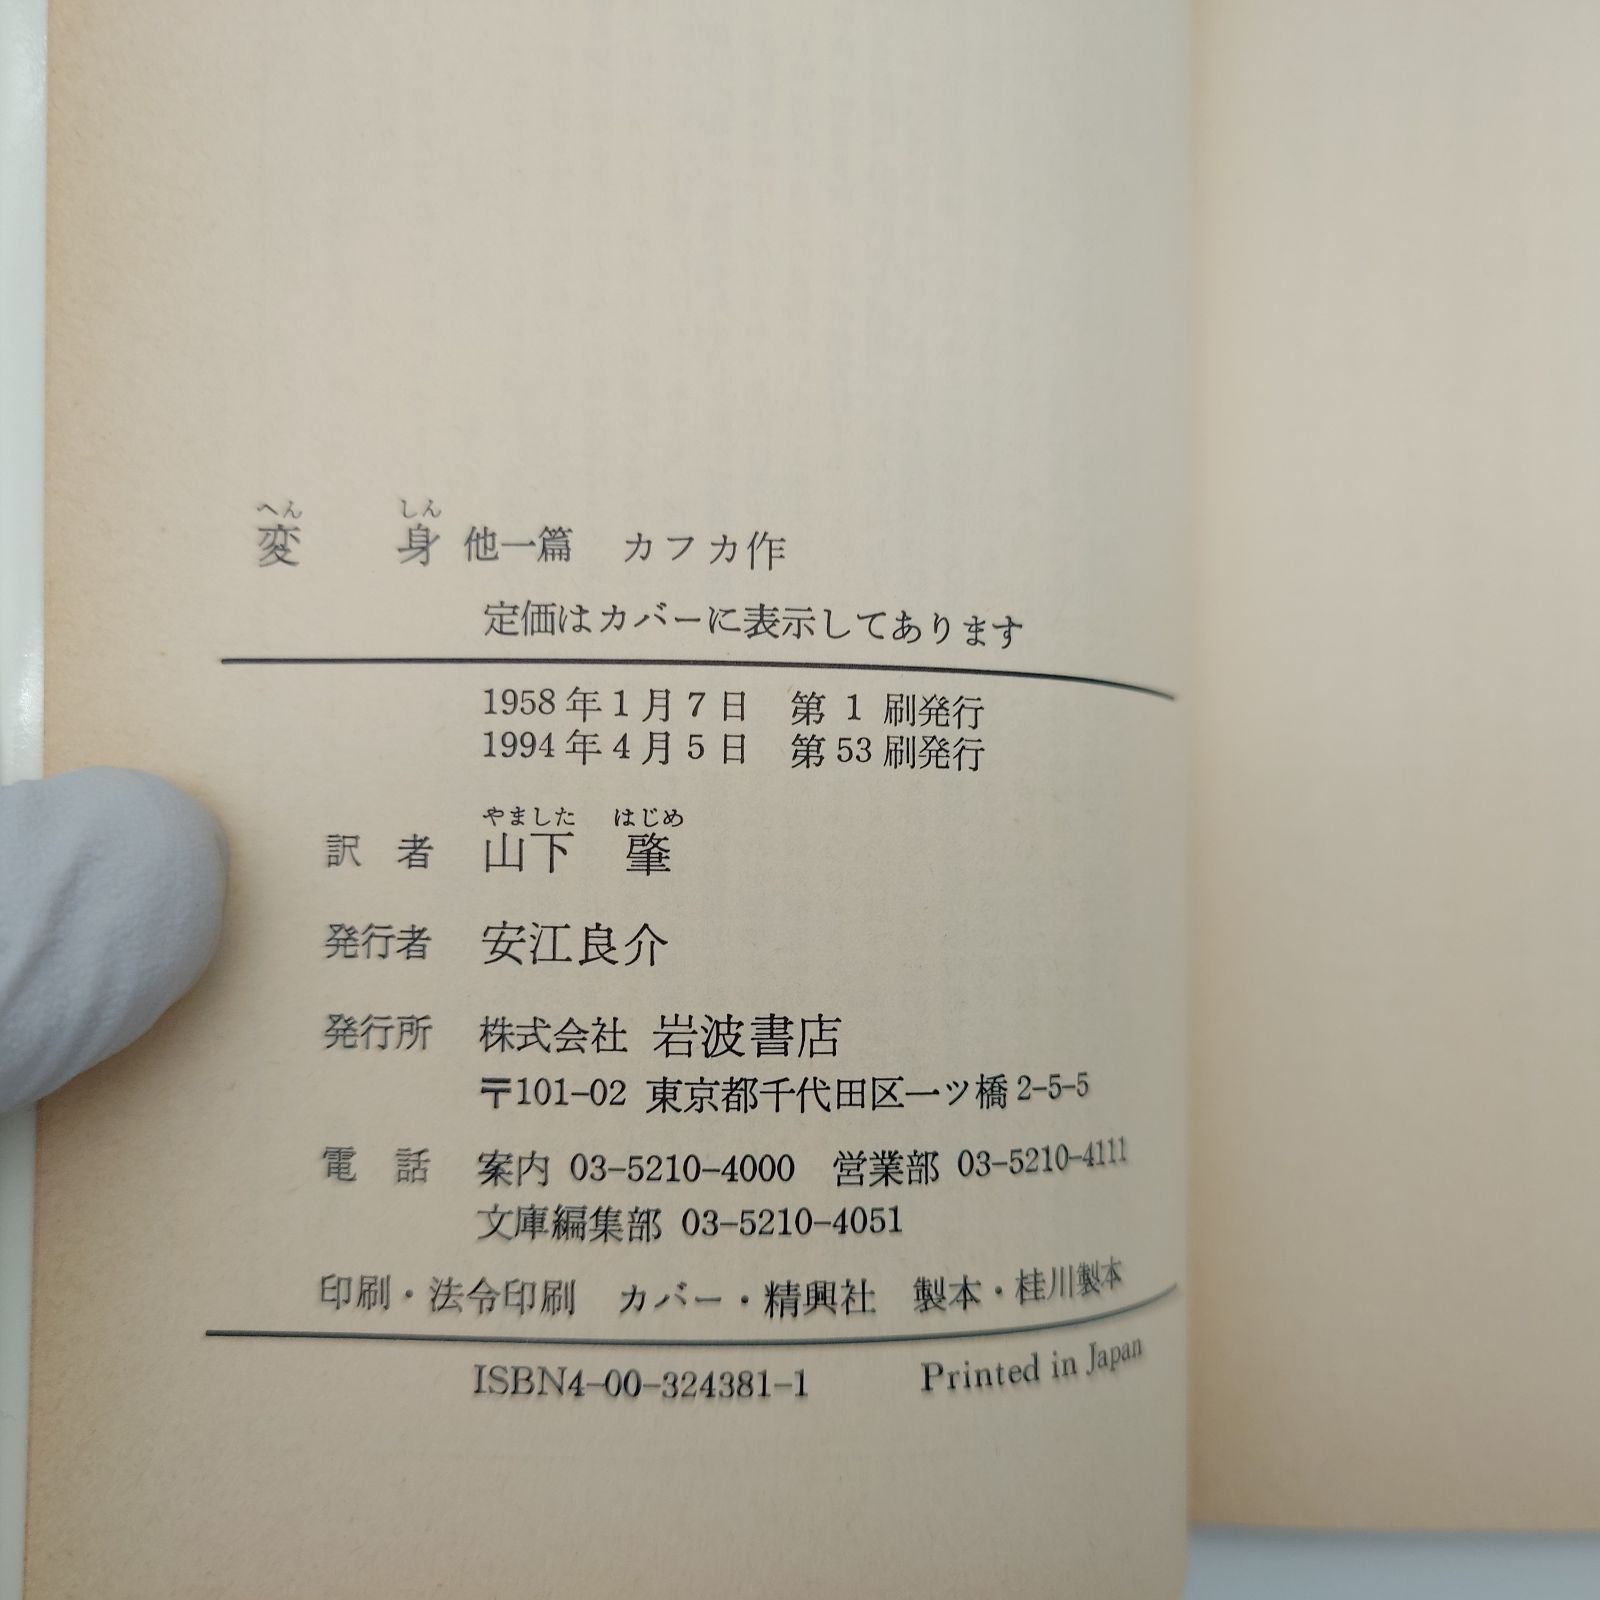 へん しん
変 身 他一篇 カフカ作
定価はカバーに表示してあります
1958年1月7日 第1刷発行
1994年4月5日 第53刷発行
やました はじめ
訳者 山下 肇
発行者 安江良介
発行所 株式会社 岩波書店
〒101-02 東京都千代田区一ツ橋2-5-5
電話 案内 03-5210-4000 営業部 03-5210-4111
文庫編集部 03-5210-4051
印刷・法令印刷 カバー・精興社 製本・桂川製本
ISBN4-00-324381-1 Printed in Japan